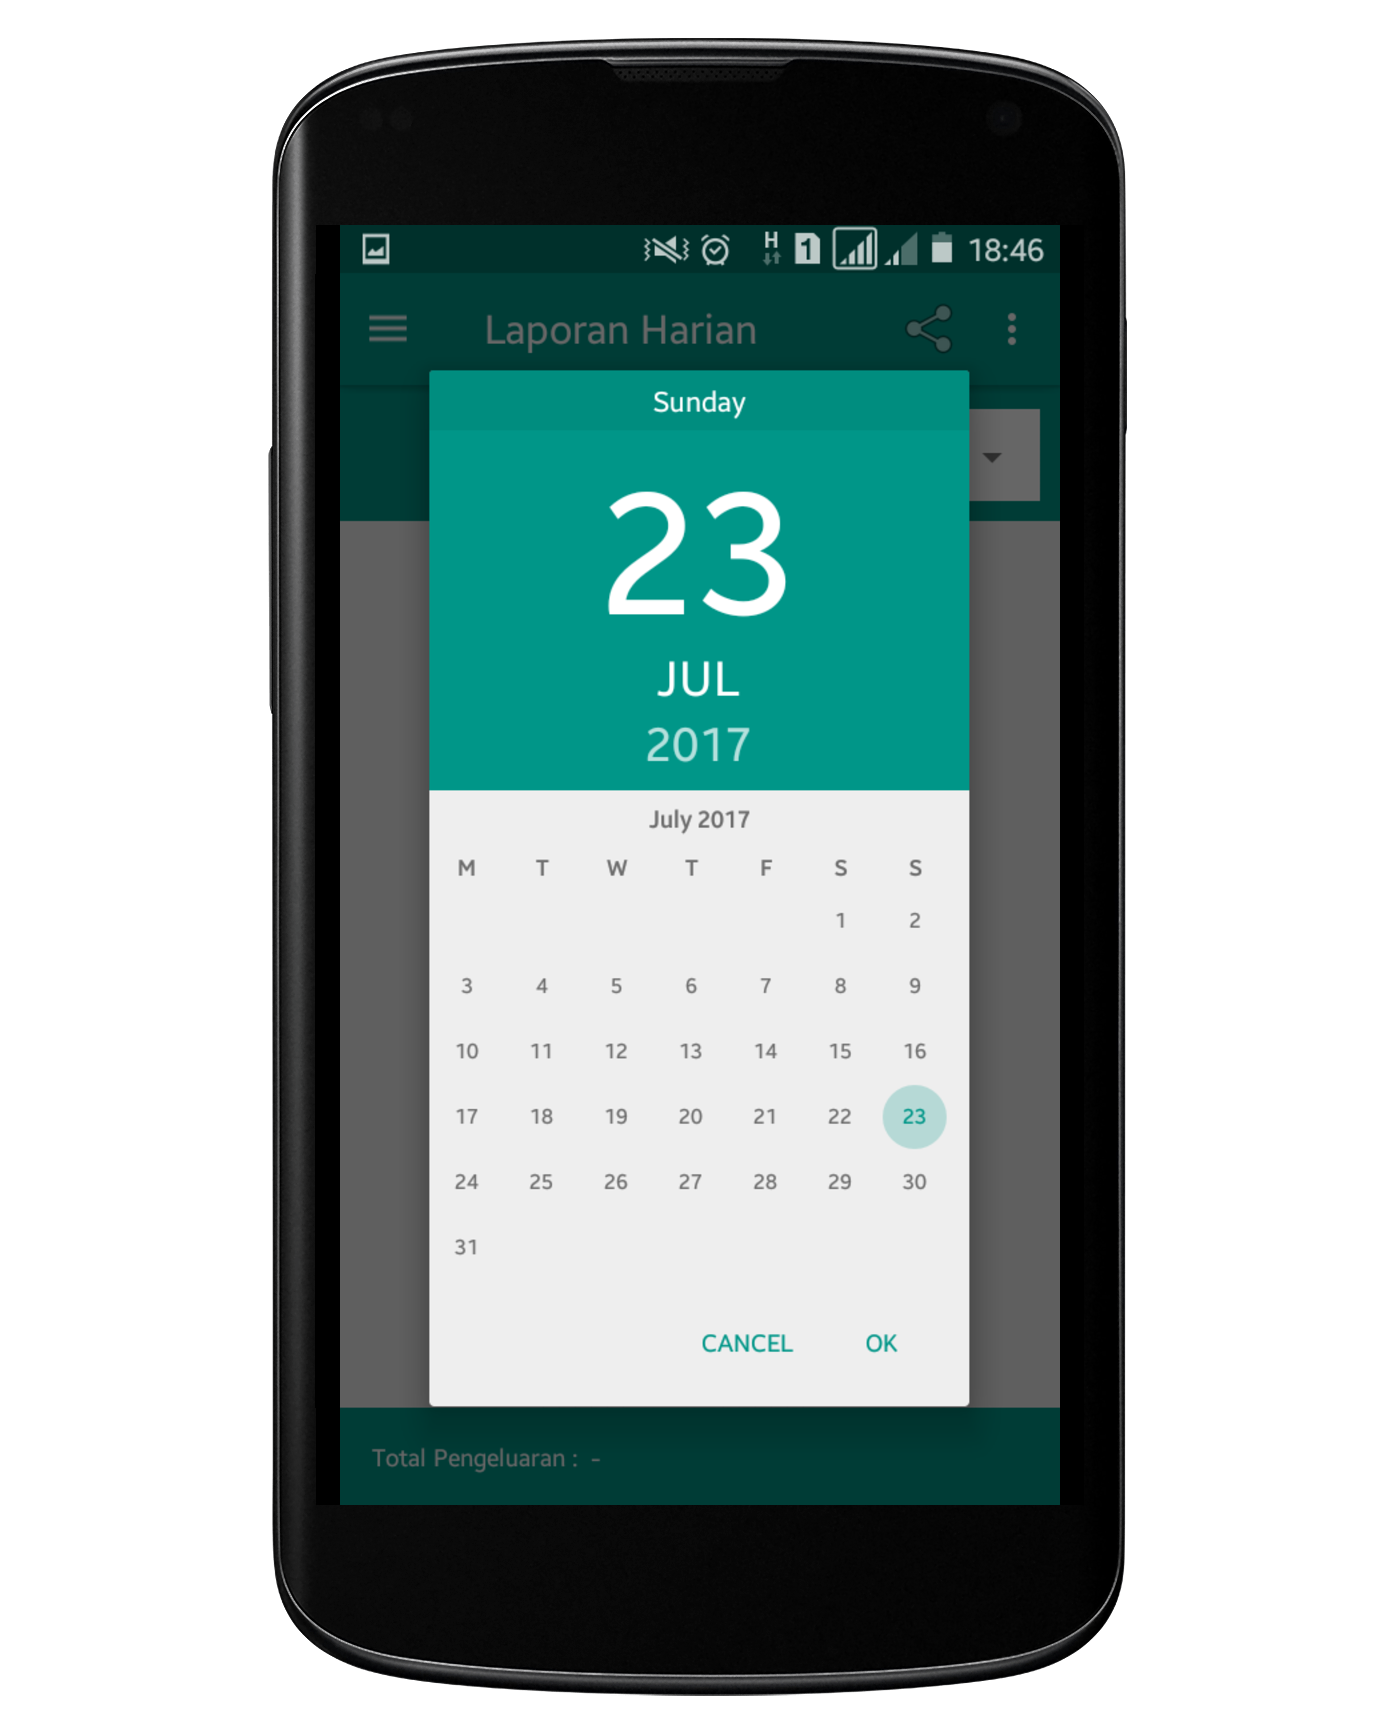 H 1 18:46
Laporan Harian
Sunday
23
JUL
2017
July 2017
M T W T F S S
1 2
3 4 5 6 7 8 9
10 11 12 13 14 15 16
17 18 19 20 21 22 23
24 25 26 27 28 29 30
31
CANCEL OK
Total Pengeluaran : -